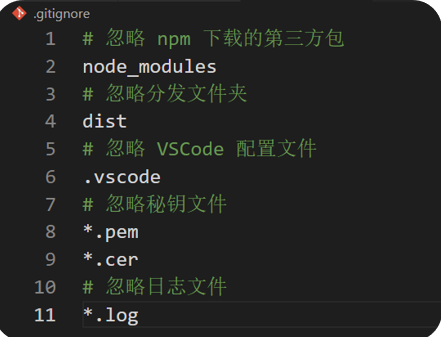 .gitignore
1 # 忽略 npm 下载的第三方包
2 node_modules
3 # 忽略分发文件夹
4 dist
5 # 忽略 VSCode 配置文件
6 .vscode
7 # 忽略秘钥文件
8 *.pem
9 *.cer
10 # 忽略日志文件
11 *.log